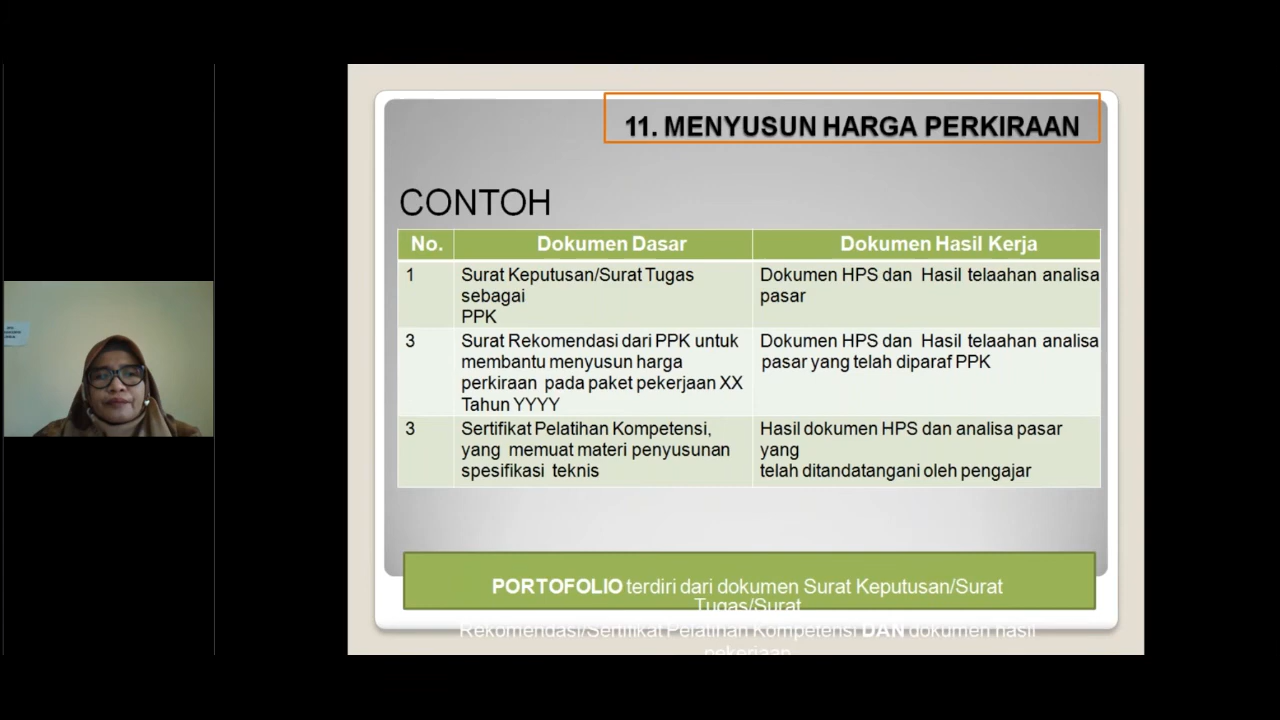 11. MENYUSUN HARGA PERKIRAAN
CONTOH
No. Dokumen Dasar Dokumen Hasil Kerja
1 Surat Keputusan/Surat Tugas
sebagai
PPK
Dokumen HPS dan Hasil telaahan analisa
pasar
3 Surat Rekomendasi dari PPK untuk
membantu menyusun harga
perkiraan pada paket pekerjaan XX
Tahun YYYY
Dokumen HPS dan Hasil telaahan analisa
pasar yang telah diparaf PPK
3 Sertifikat Pelatihan Kompetensi,
yang memuat materi penyusunan
spesifikasi teknis
Hasil dokumen HPS dan analisa pasar
yang
telah ditandatangani oleh pengajar
PORTOFOLIO terdiri dari dokumen Surat Keputusan/Surat
Tugas/Surat
Rekomendasi/Sertifikat Pelatihan Kompetensi DAN dokumen hasil
pekerjaan